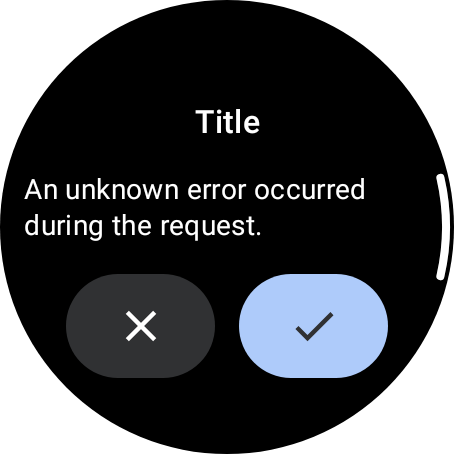 Title
An unknown error occurred
during the request.